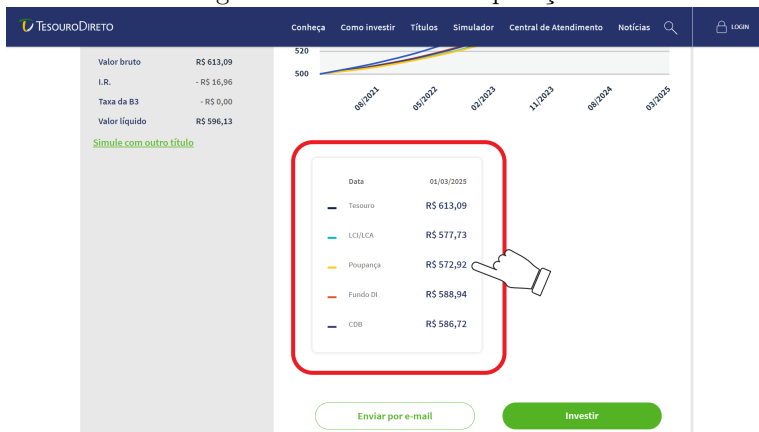 TESOURODIRETO
Conheça Como investir Títulos Simulador Central de Atendimento Notícias LOGIN
Valor bruto R$ 613,09
I.R. - R$ 16,96
Taxa da B3 - R$ 0,00
Valor líquido R$ 596,13
Simule com outro título
520
500
08/2021 05/2022 02/2023 11/2023 08/2024 03/2025
Data 01/03/2025
Tesouro R$ 613,09
LCI/LCA R$ 577,73
Poupança R$ 572,92
Fundo DI R$ 588,94
CDB R$ 586,72
Enviar por e-mail Investir